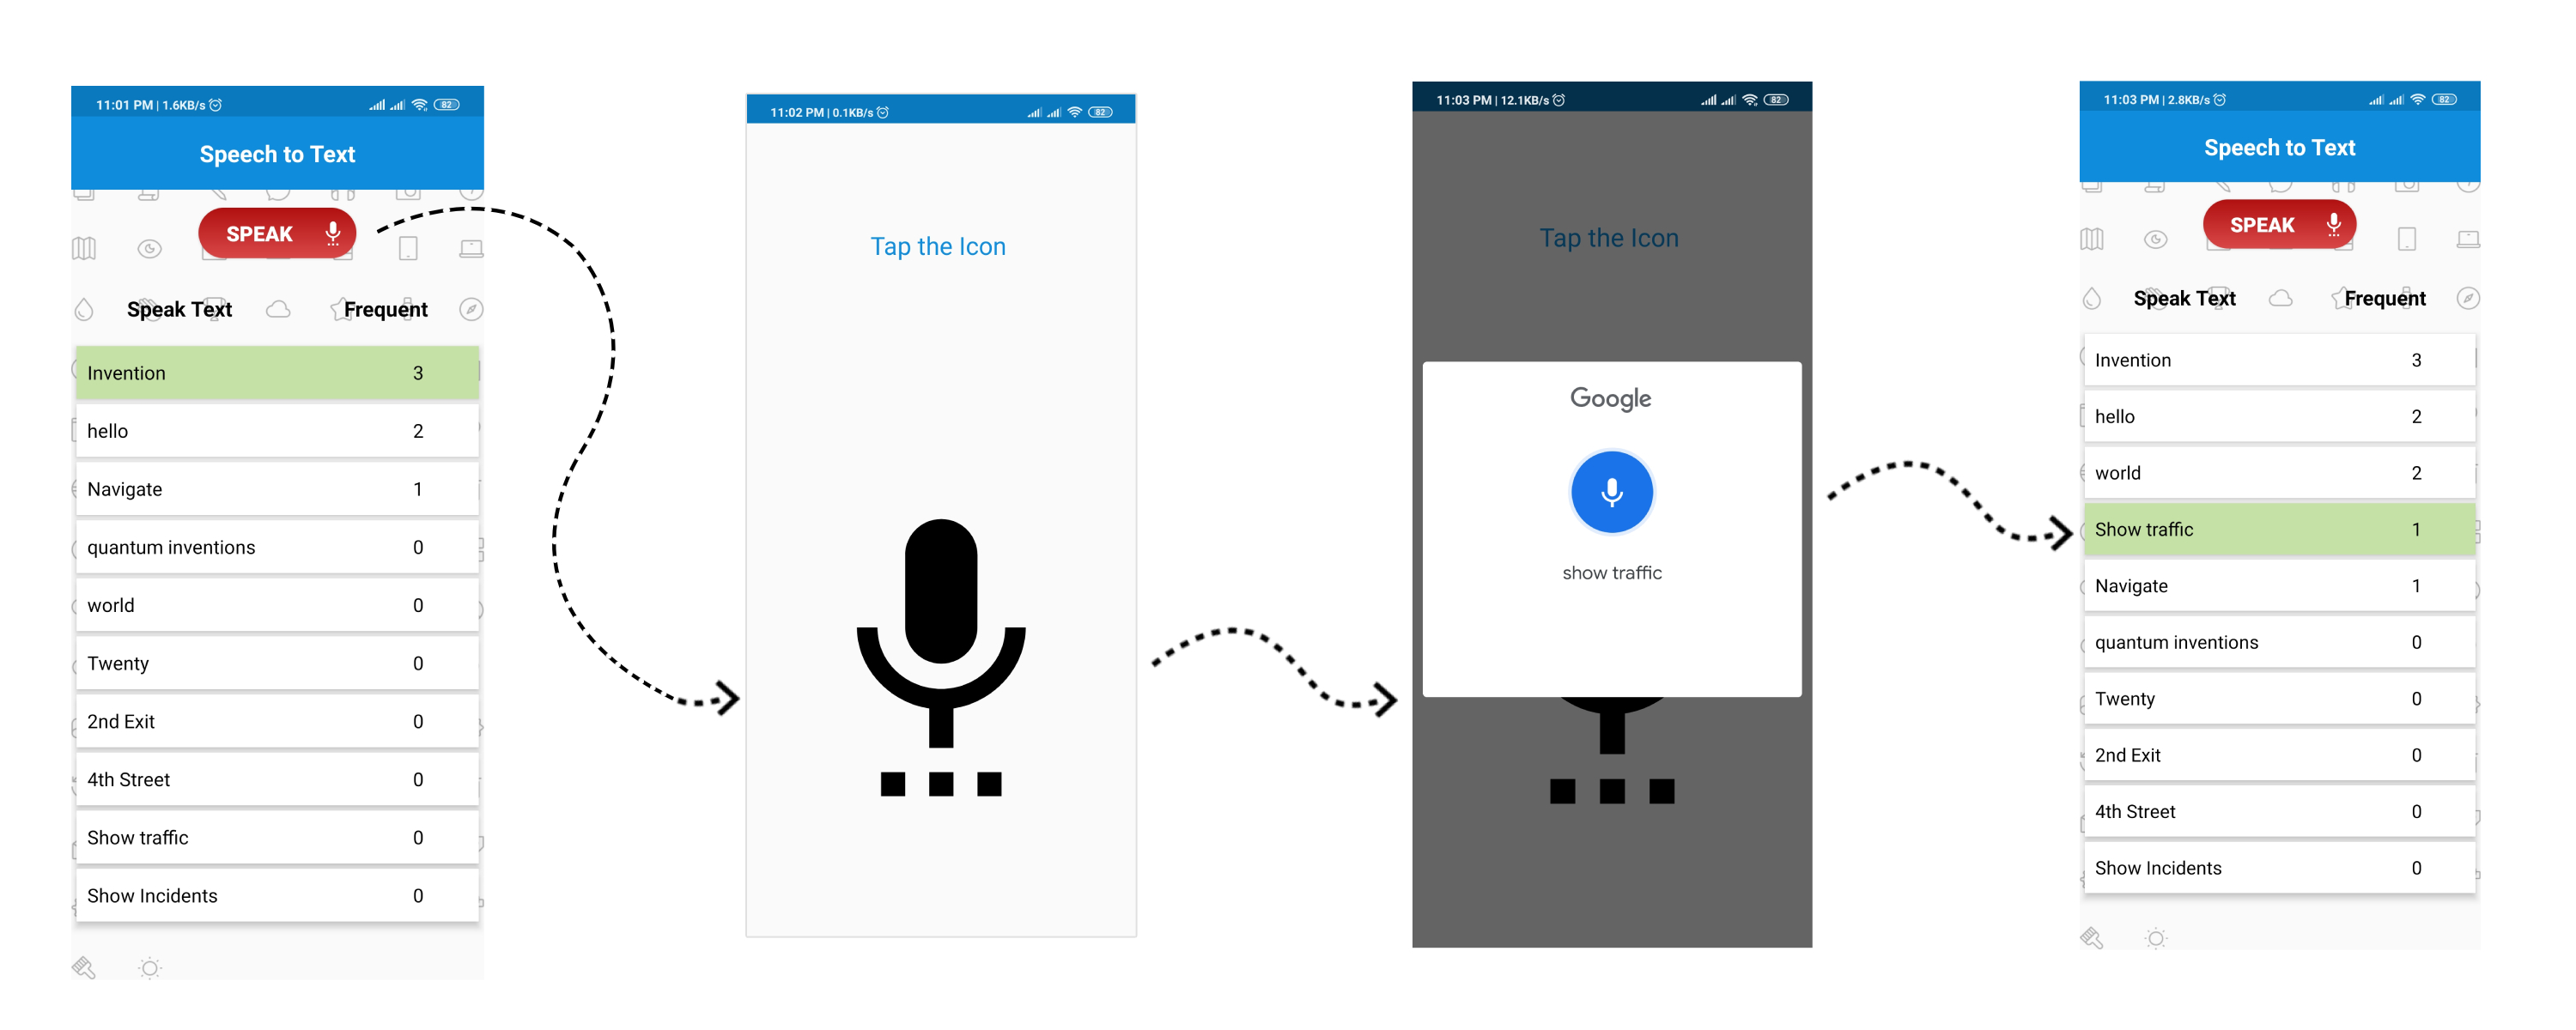 11:01 PM | 1.6KB/s
82
Speech to Text
SPEAK
Speak Text Frequent
Invention 3
hello 2
Navigate 1
quantum inventions 0
world 0
Twenty 0
2nd Exit 0
4th Street 0
Show traffic 0
Show Incidents 0
11:02 PM | 0.1KB/s
82
Tap the Icon
11:03 PM | 12.1KB/s
82
Tap the Icon
Google
show traffic
11:03 PM | 2.8KB/s
82
Speech to Text
SPEAK
Speak Text Frequent
Invention 3
hello 2
world 2
Show traffic 1
Navigate 1
quantum inventions 0
Twenty 0
2nd Exit 0
4th Street 0
Show Incidents 0